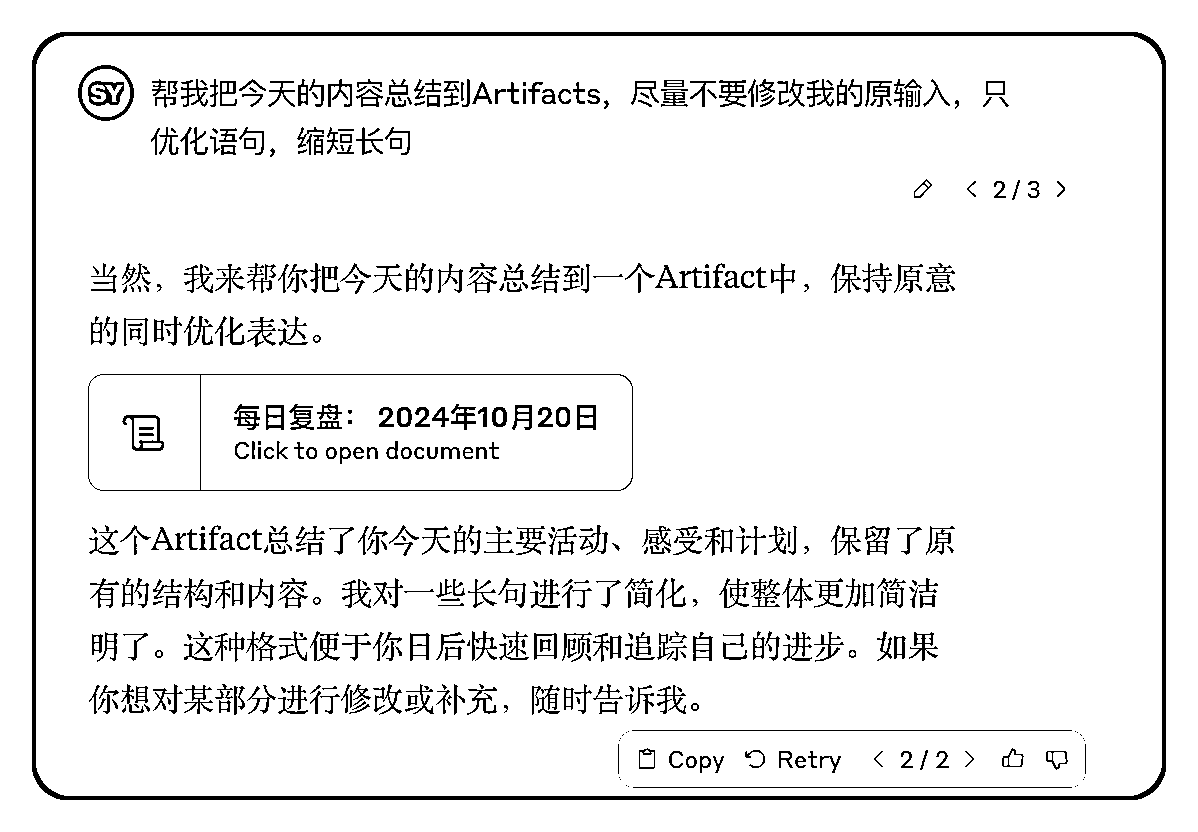 SY
帮我把今天的内容总结到Artifacts，尽量不要修改我的原输入，只
优化语句，缩短长句
2 / 3
当然，我来帮你把今天的内容总结到一个Artifact中，保持原意
的同时优化表达。
每日复盘： 2024年10月20日
Click to open document
这个Artifact总结了你今天的主要活动、感受和计划，保留了原
有的结构和内容。我对一些长句进行了简化，使整体更加简洁
明了。这种格式便于你日后快速回顾和追踪自己的进步。如果
你想对某部分进行修改或补充，随时告诉我。
Copy Retry 2 / 2